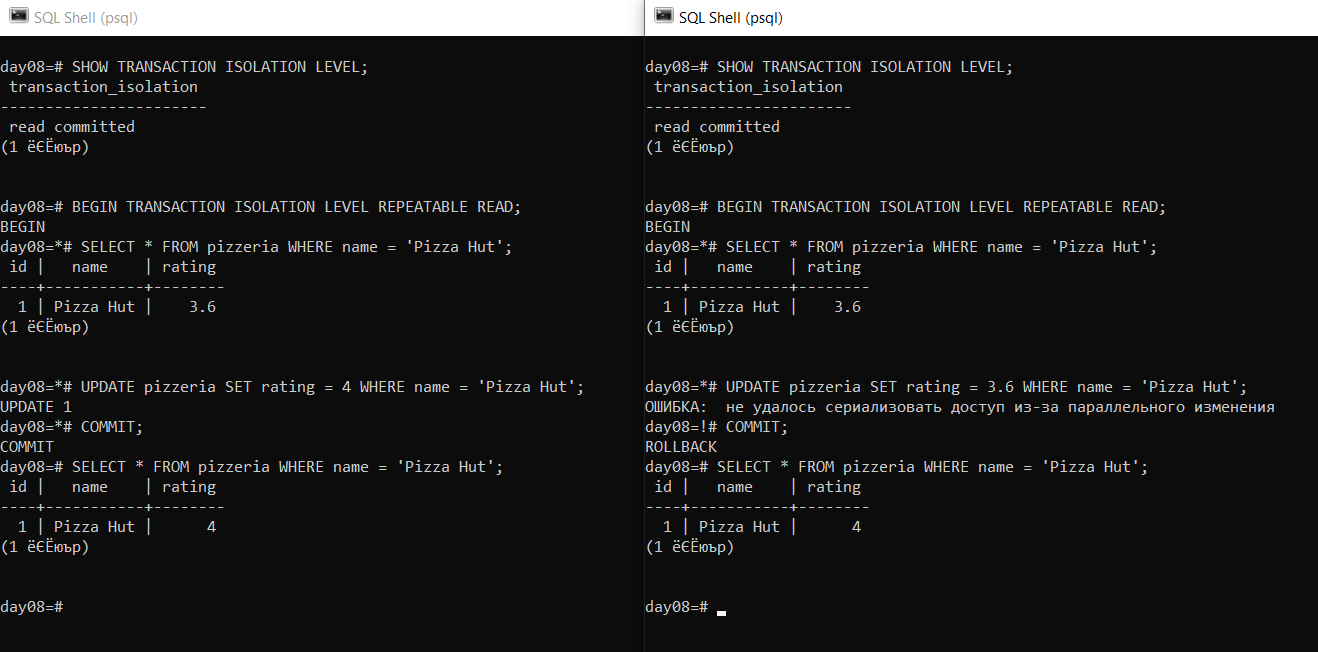 SQL Shell (psql)
day08=# SHOW TRANSACTION ISOLATION LEVEL;
 transaction_isolation
-----------------------
 read committed
(1 ёЄЁюър)
day08=# BEGIN TRANSACTION ISOLATION LEVEL REPEATABLE READ;
BEGIN
day08=*# SELECT * FROM pizzeria WHERE name = 'Pizza Hut';
 id |   name    | rating
----+-----------+--------
  1 | Pizza Hut |    3.6
(1 ёЄЁюър)
day08=*# UPDATE pizzeria SET rating = 4 WHERE name = 'Pizza Hut';
UPDATE 1
day08=*# COMMIT;
COMMIT
day08=# SELECT * FROM pizzeria WHERE name = 'Pizza Hut';
 id |   name    | rating
----+-----------+--------
  1 | Pizza Hut |      4
(1 ёЄЁюър)
day08=#
SQL Shell (psql)
day08=# SHOW TRANSACTION ISOLATION LEVEL;
 transaction_isolation
-----------------------
 read committed
(1 ёЄЁюър)
day08=# BEGIN TRANSACTION ISOLATION LEVEL REPEATABLE READ;
BEGIN
day08=*# SELECT * FROM pizzeria WHERE name = 'Pizza Hut';
 id |   name    | rating
----+-----------+--------
  1 | Pizza Hut |    3.6
(1 ёЄЁюър)
day08=*# UPDATE pizzeria SET rating = 3.6 WHERE name = 'Pizza Hut';
ОШИБКА:  не удалось сериализовать доступ из-за параллельного изменения
day08=!# COMMIT;
ROLLBACK
day08=# SELECT * FROM pizzeria WHERE name = 'Pizza Hut';
 id |   name    | rating
----+-----------+--------
  1 | Pizza Hut |      4
(1 ёЄЁюър)
day08=#